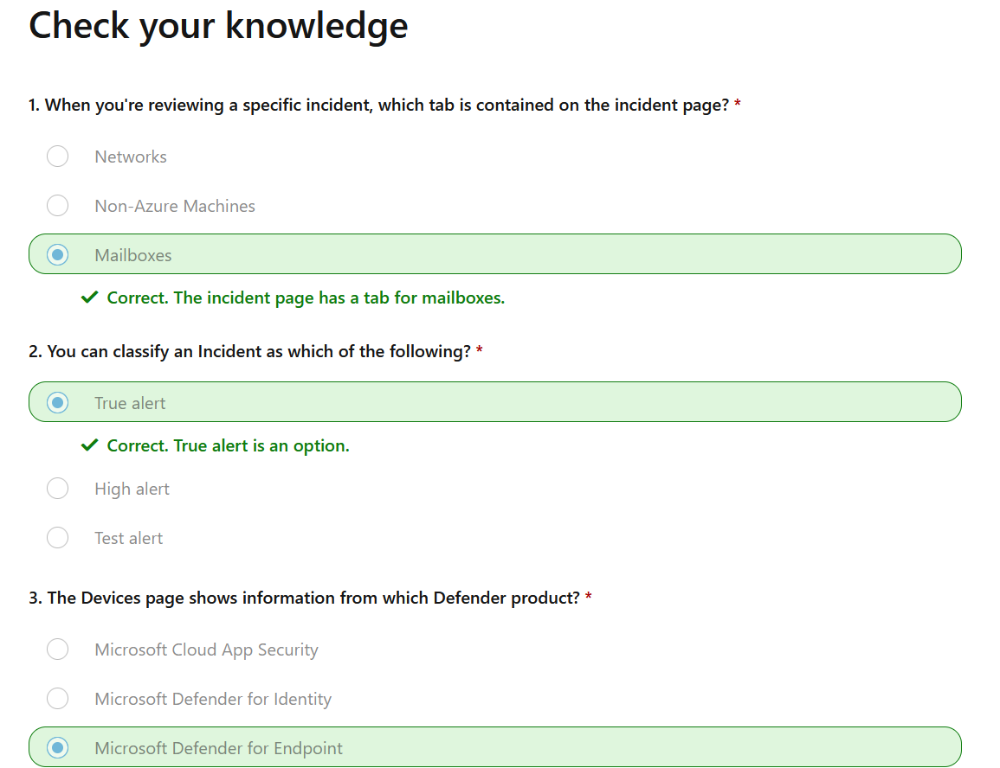 Check your knowledge
1. When you're reviewing a specific incident, which tab is contained on the incident page? *
Networks
Non-Azure Machines
Mailboxes
Correct. The incident page has a tab for mailboxes.
2. You can classify an Incident as which of the following? *
True alert
Correct. True alert is an option.
High alert
Test alert
3. The Devices page shows information from which Defender product? *
Microsoft Cloud App Security
Microsoft Defender for Identity
Microsoft Defender for Endpoint